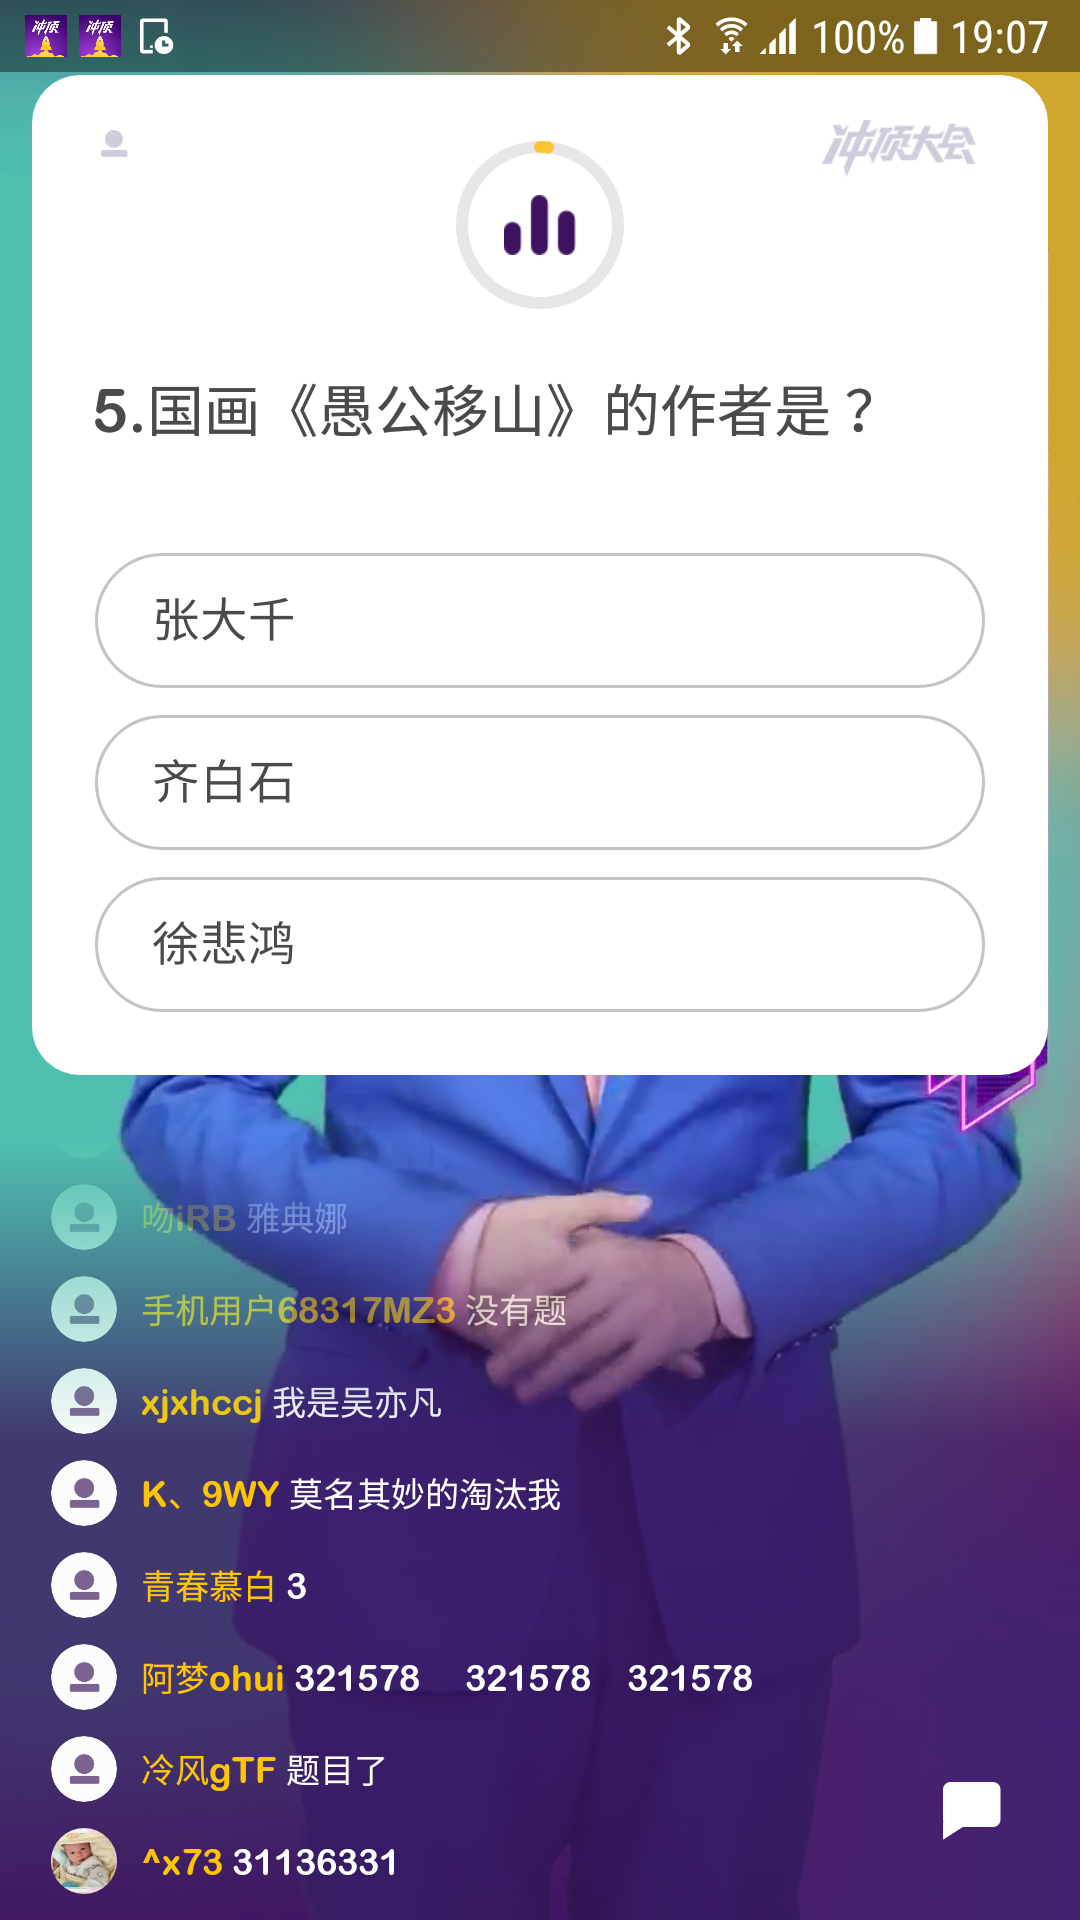 冲顶 冲顶 100% 19:07
冲顶大会
5.国画《愚公移山》的作者是？
张大千
齐白石
徐悲鸿
吻iRB 雅典娜
手机用户68317MZ3 没有题
xjxhccj 我是吴亦凡
K、9WY 莫名其妙的淘汰我
青春慕白 3
阿梦ohui 321578 321578 321578
冷风gTF 题目了
^x73 31136331